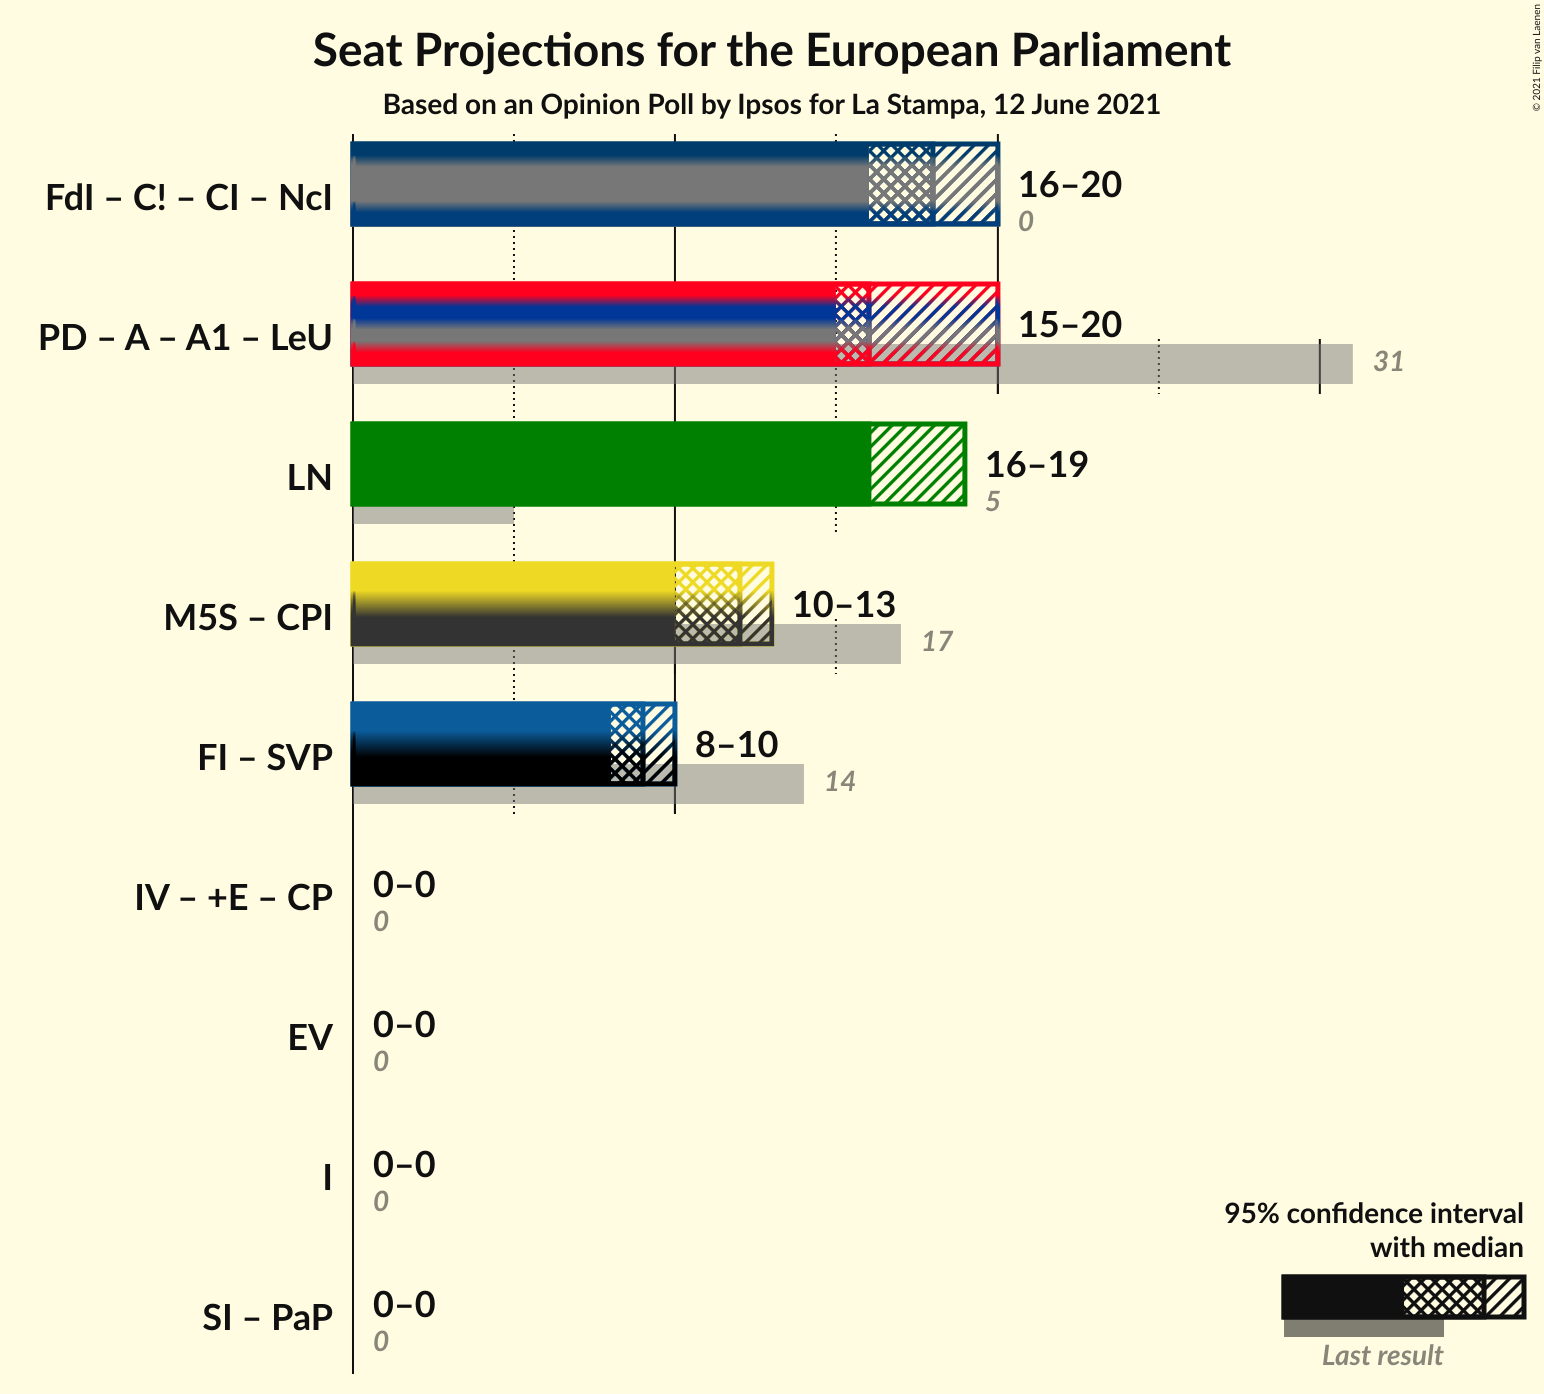 Seat Projections for the European Parliament
Based on an Opinion Poll by Ipsos for La Stampa, 12 June 2021
© 2021 Filip van Laenen
FdI – C! – CI – NcI
16–20
0
PD – A – A1 – LeU
15–20
31
LN
16–19
5
M5S – CPI
10–13
17
FI – SVP
8–10
14
IV – +E – CP
0–0
0
EV
0–0
0
I
0–0
0
SI – PaP
0–0
0
95% confidence interval
with median
Last result